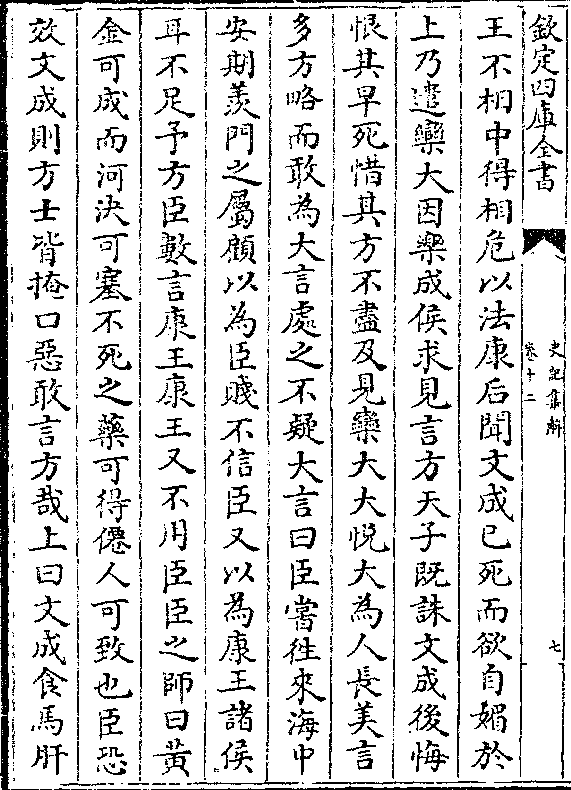 欽定四庫全書
史記集解
卷十二
七
王不相中得相危以法康后聞文成已死而欲自媚於
上乃遣欒大因樂成侯求見言方天子既誅文成後悔
恨其早死惜其方不盡及見欒大大悅大為人長美言
多方略而敢為大言處之不疑大言曰臣嘗往來海中
安期羨門之屬顧以為臣賤不信臣又以為康王諸侯
耳不足予方臣數言康王康王又不用臣臣之師曰黃
金可成而河決可塞不死之藥可得僊人可致也臣恐
效文成則方士皆掩口惡敢言方哉上曰文成食馬肝